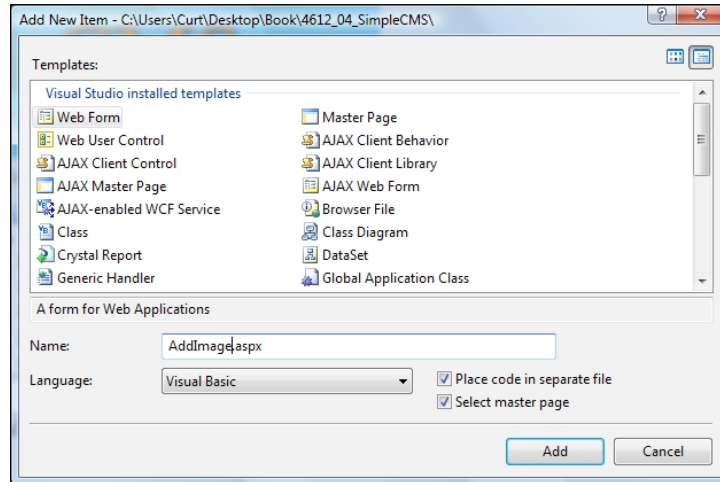 Add New Item - C:\Users\Curt\Desktop\Book\4612_04_SimpleCMS\
Templates:
Visual Studio installed templates
Web Form
Master Page
Web User Control
AJAX Client Behavior
AJAX Client Control
AJAX Client Library
AJAX Master Page
AJAX Web Form
AJAX-enabled WCF Service
Browser File
Class
Class Diagram
Crystal Report
DataSet
Generic Handler
Global Application Class
A form for Web Applications
Name: AddImage.aspx
Language: Visual Basic
Place code in separate file
Select master page
Add Cancel